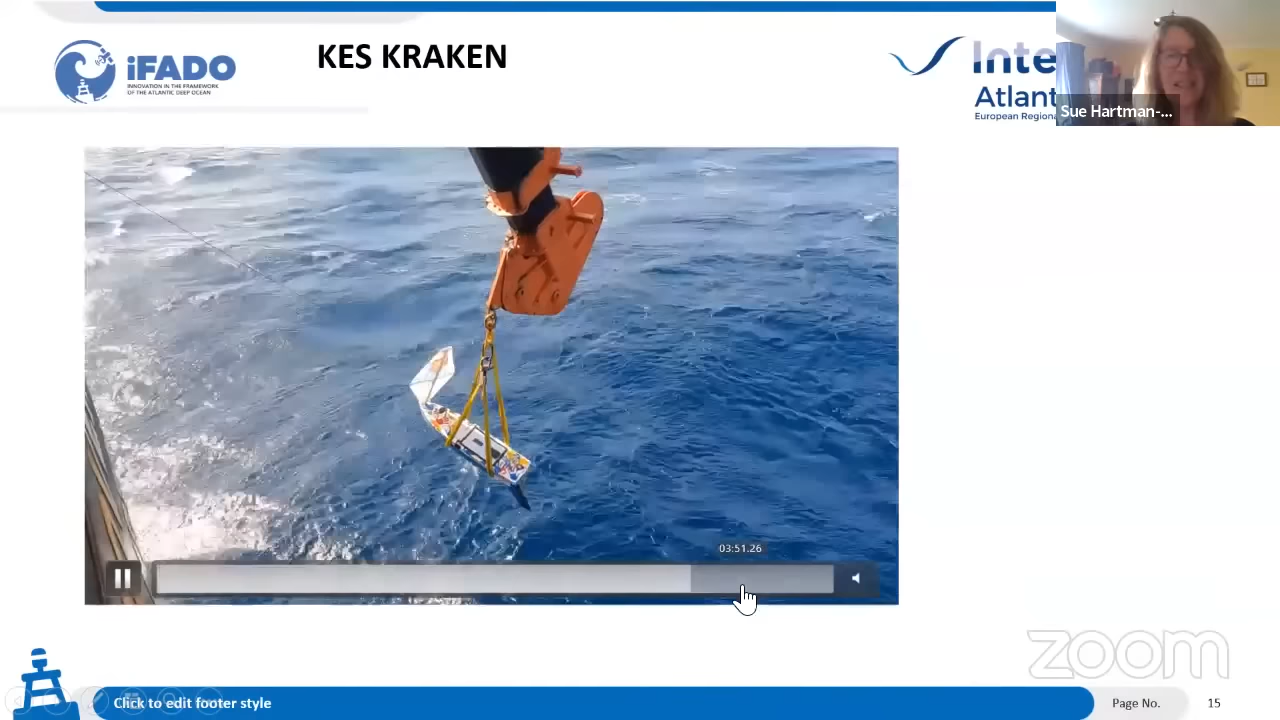 KES KRAKEN
iFADO
INNOVATION IN THE FRAMEWORK
OF THE ATLANTIC DEEP OCEAN
Inte
Atlant
European Regiona
Sue Hartman-...
03:51.26
zoom
Click to edit footer style
Page No.
15